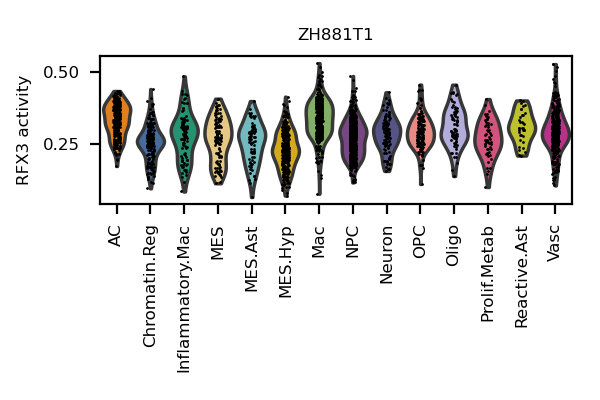 ZH881T1
RFX3 activity
0.50
0.25
AC
Chromatin.Reg
Inflammatory.Mac
MES
MES.Ast
MES.Hyp
Mac
NPC
Neuron
OPC
Oligo
Prolif.Metab
Reactive.Ast
Vasc